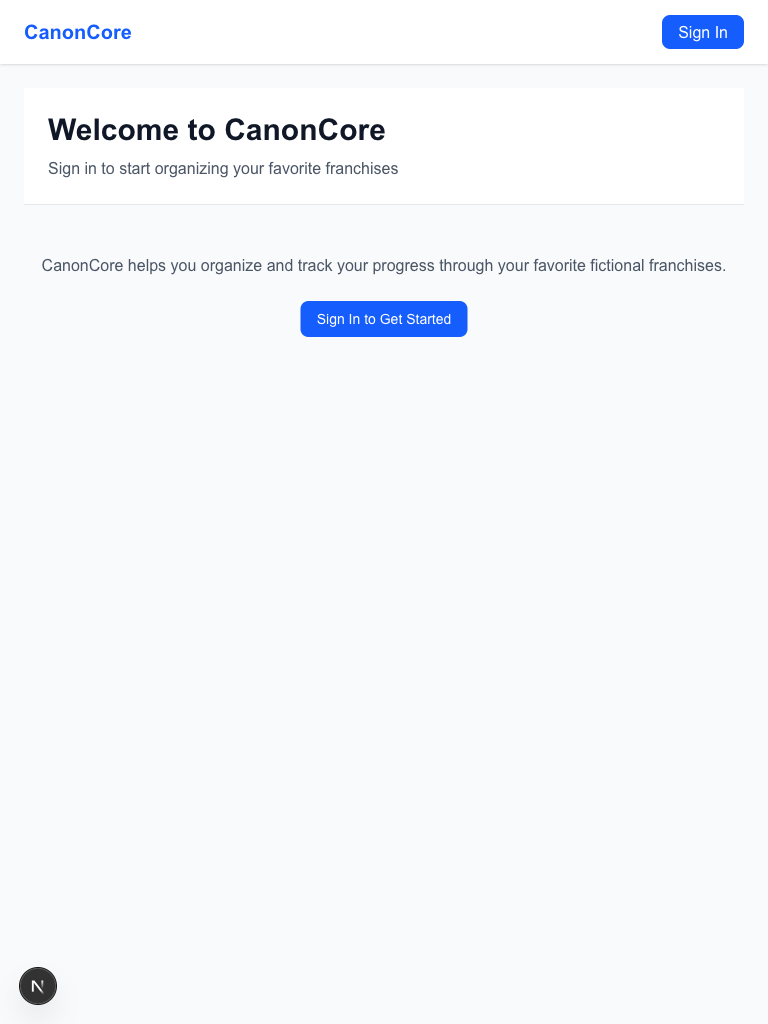 CanonCore
Sign In
Welcome to CanonCore
Sign in to start organizing your favorite franchises
CanonCore helps you organize and track your progress through your favorite fictional franchises.
Sign In to Get Started
N